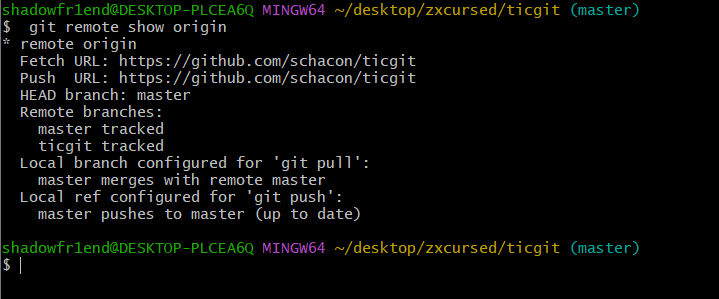 shadowfr1end@DESKTOP-PLCEA6Q MINGW64 ~/desktop/zxcursed/ticgit (master)
$  git remote show origin
* remote origin
  Fetch URL: https://github.com/schacon/ticgit
  Push  URL: https://github.com/schacon/ticgit
  HEAD branch: master
  Remote branches:
    master tracked
    ticgit tracked
  Local branch configured for 'git pull':
    master merges with remote master
  Local ref configured for 'git push':
    master pushes to master (up to date)
shadowfr1end@DESKTOP-PLCEA6Q MINGW64 ~/desktop/zxcursed/ticgit (master)
$